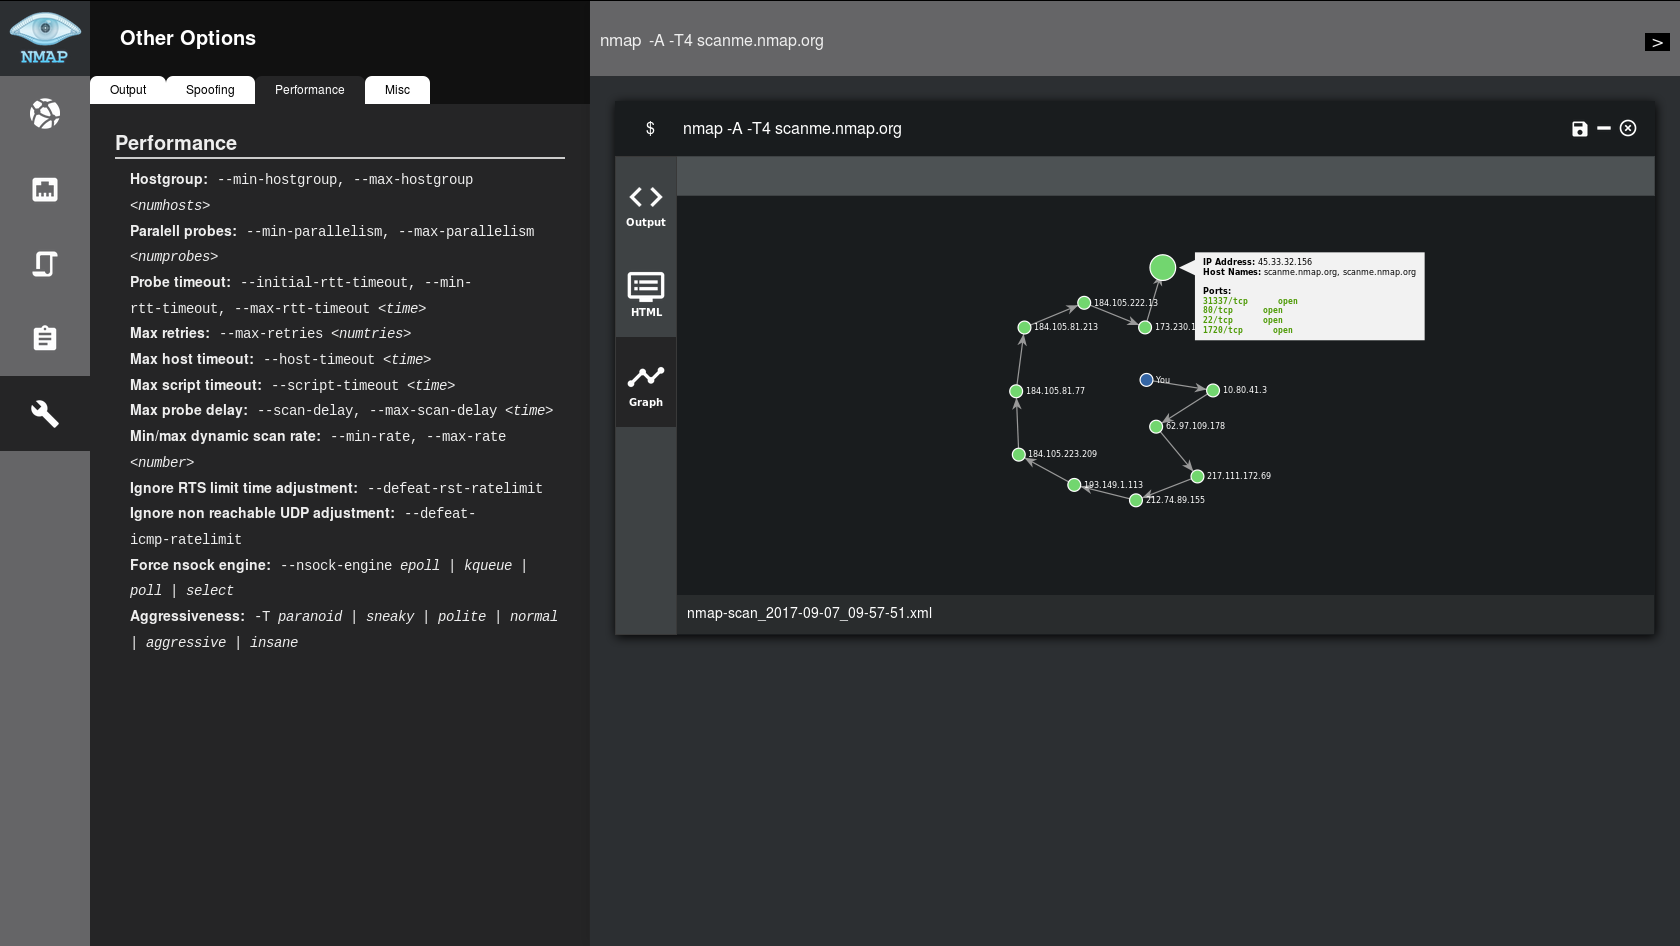 NMAP
Other Options
Output
Spoofing
Performance
Misc
Performance
Hostgroup: --min-hostgroup, --max-hostgroup
<numhosts>
Paralell probes: --min-parallelism, --max-parallelism
<numprobes>
Probe timeout: --initial-rtt-timeout, --min-
rtt-timeout, --max-rtt-timeout <time>
Max retries: --max-retries <numtries>
Max host timeout: --host-timeout <time>
Max script timeout: --script-timeout <time>
Max probe delay: --scan-delay, --max-scan-delay <time>
Min/max dynamic scan rate: --min-rate, --max-rate
<number>
Ignore RTS limit time adjustment: --defeat-rst-ratelimit
Ignore non reachable UDP adjustment: --defeat-
icmp-ratelimit
Force nsock engine: --nsock-engine epoll | kqueue |
poll | select
Aggressiveness: -T paranoid | sneaky | polite | normal
| aggressive | insane
nmap -A -T4 scanme.nmap.org
>
$ nmap -A -T4 scanme.nmap.org
Output
HTML
Graph
IP Address: 45.33.32.156
Host Names: scanme.nmap.org, scanme.nmap.org
Ports:
31337/tcp open
80/tcp open
22/tcp open
1720/tcp open
184.105.222.13
184.105.81.213
173.230.1
You
10.80.41.3
184.105.81.77
62.97.109.178
184.105.223.209
217.111.172.69
193.149.1.113
212.74.89.155
nmap-scan_2017-09-07_09-57-51.xml